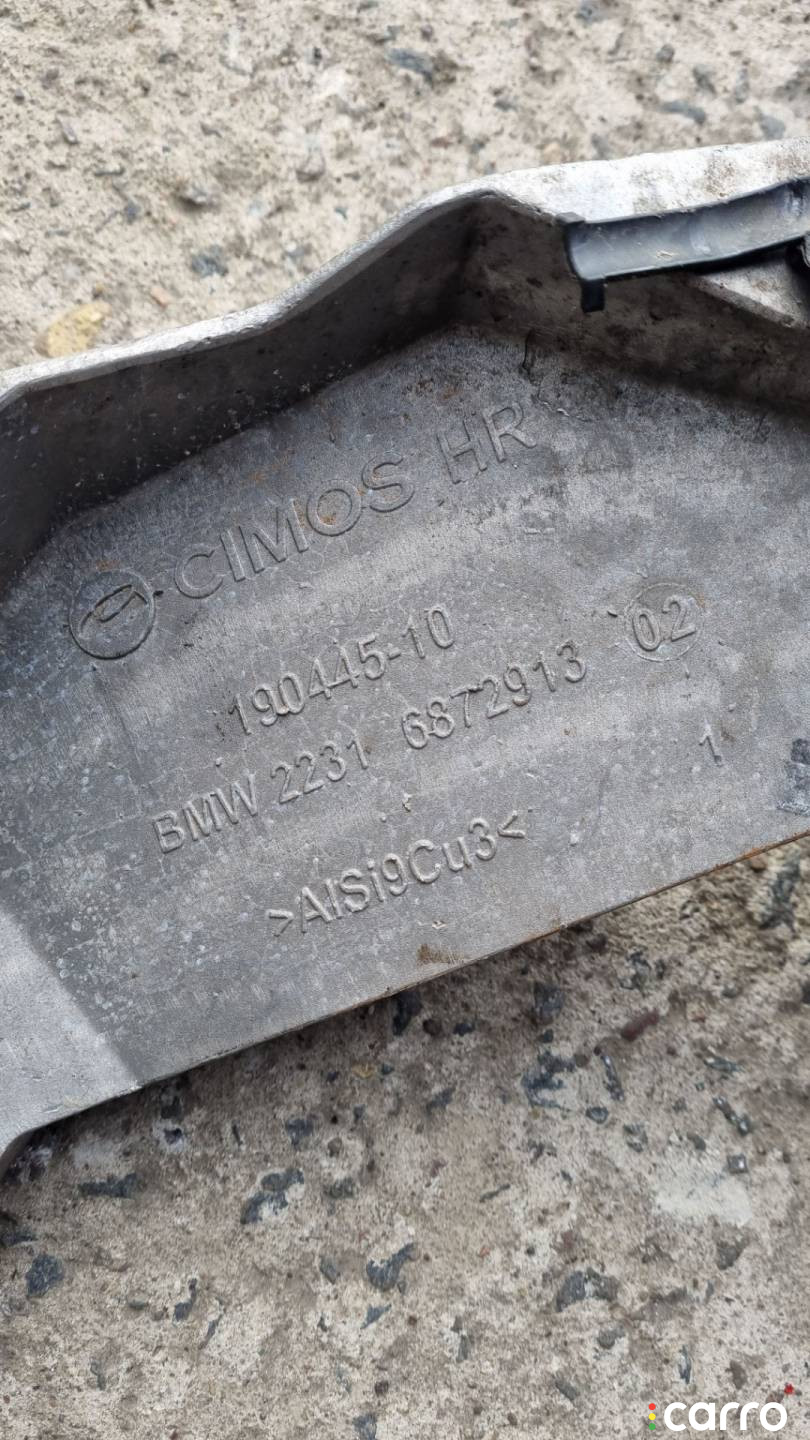 CIMOS HR
190445-10
BMW 2231 6872913 02
1
>AlSi9Cu3<
carro